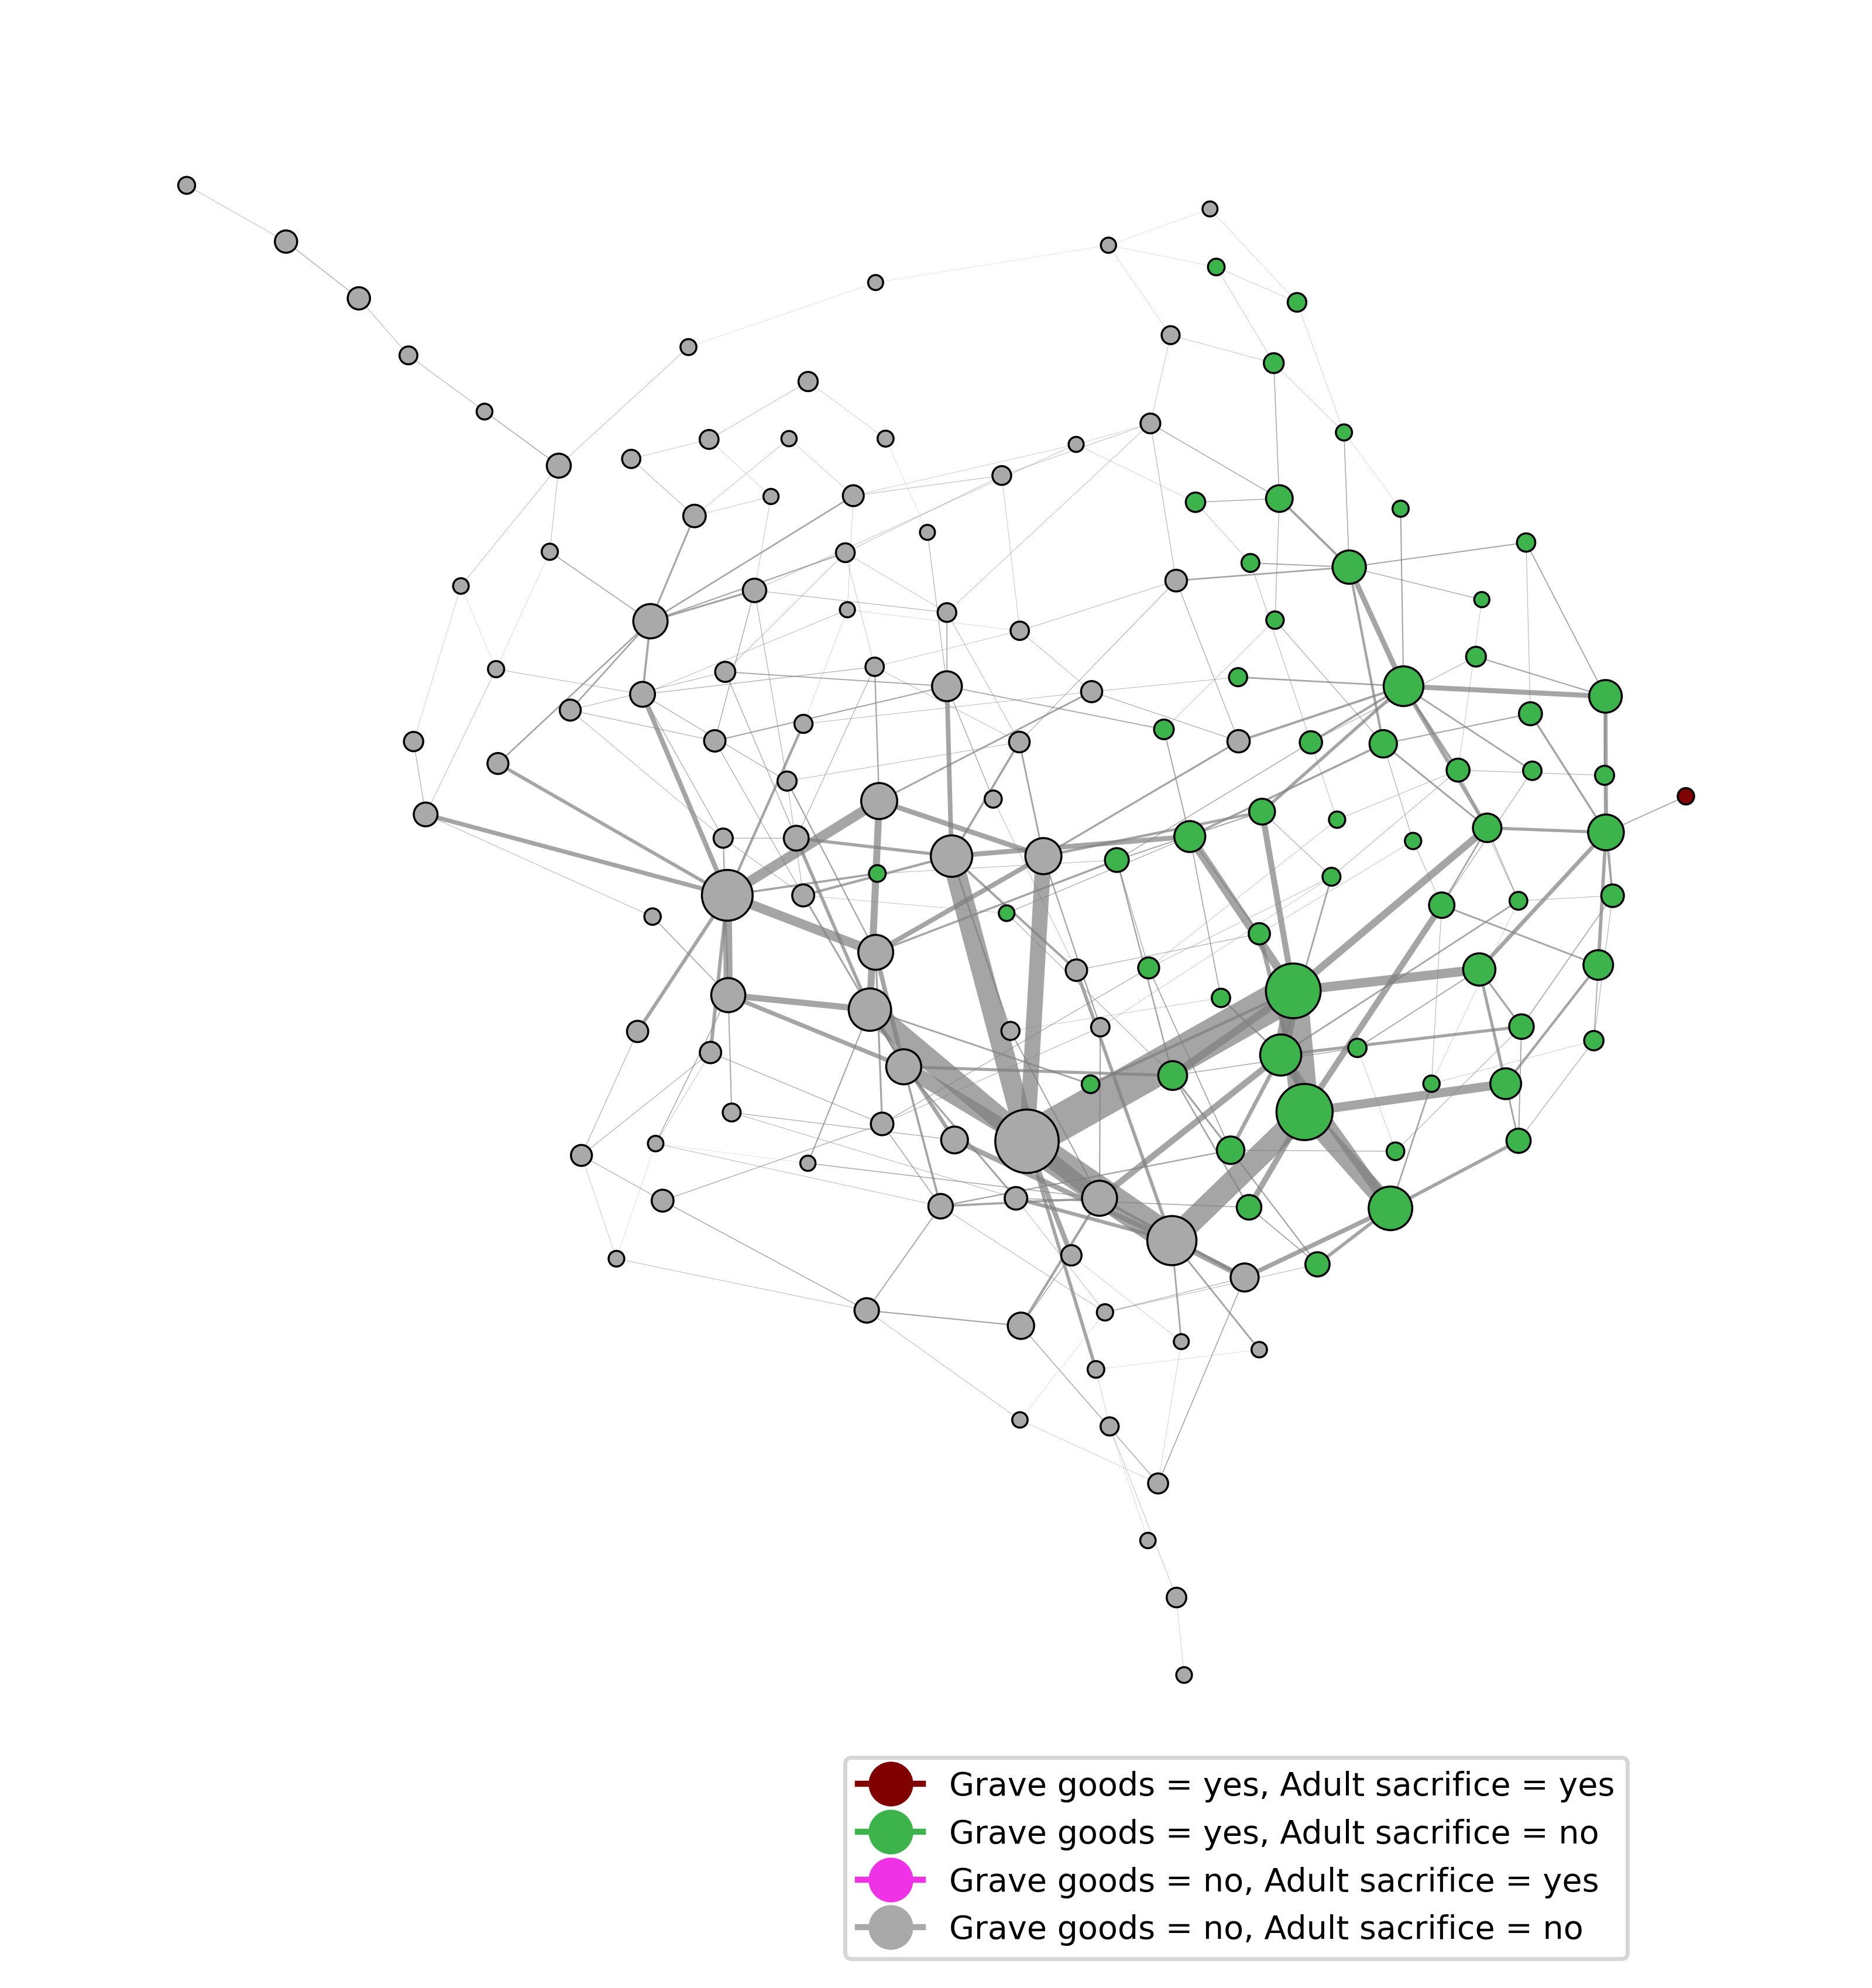 Grave goods = yes, Adult sacrifice = yes
Grave goods = yes, Adult sacrifice = no
Grave goods = no, Adult sacrifice = yes
Grave goods = no, Adult sacrifice = no